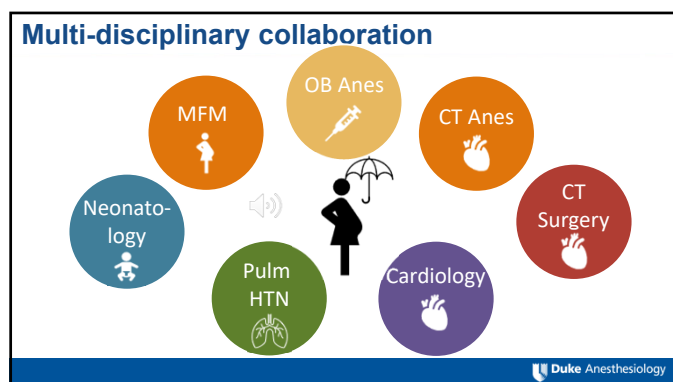 Multi-disciplinary collaboration
OB Anes
MFM
CT Anes
Neonato-
logy
CT
Surgery
Pulm
HTN
Cardiology
Duke Anesthesiology